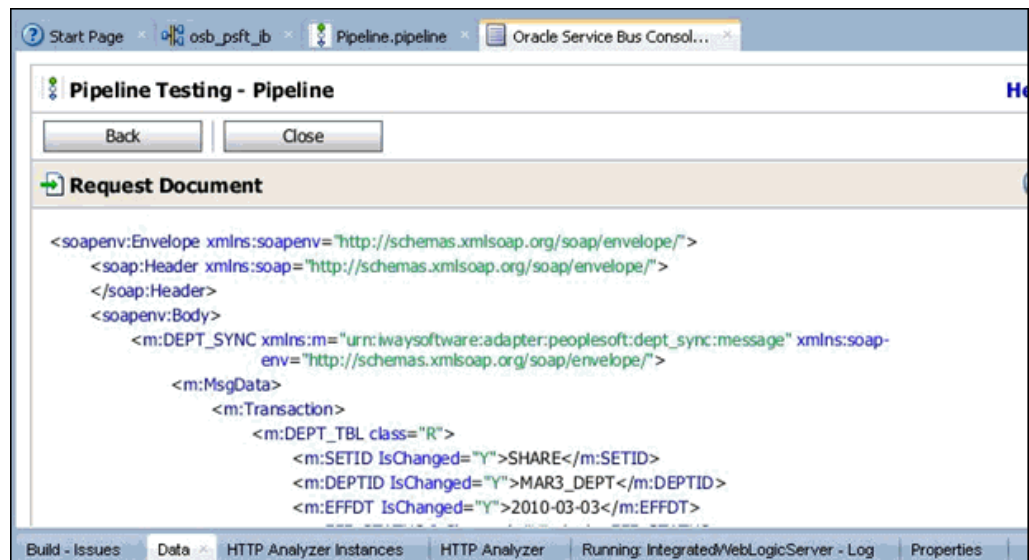 Start Page osb_psft_ib Pipeline.pipeline Oracle Service Bus Consol...
Pipeline Testing - Pipeline He
Back Close
Request Document
<soapenv:Envelope xmlns:soapenv="http://schemas.xmlsoap.org/soap/envelope/">
<soap:Header xmlns:soap="http://schemas.xmlsoap.org/soap/envelope/">
</soap:Header>
<soapenv:Body>
<m:DEPT_SYNC xmlns:m="urn:iwaysoftware:adapter:peoplesoft:dept_sync:message" xmlns:soap-
env="http://schemas.xmlsoap.org/soap/envelope/">
<m:MsgData>
<m:Transaction>
<m:DEPT_TBL class="R">
<m:SETID IsChanged="Y">SHARE</m:SETID>
<m:DEPTID IsChanged="Y">MAR3_DEPT</m:DEPTID>
<m:EFFDT IsChanged="Y">2010-03-03</m:EFFDT>
Build - Issues Data HTTP Analyzer Instances HTTP Analyzer Running: IntegratedWebLogicServer - Log Properties